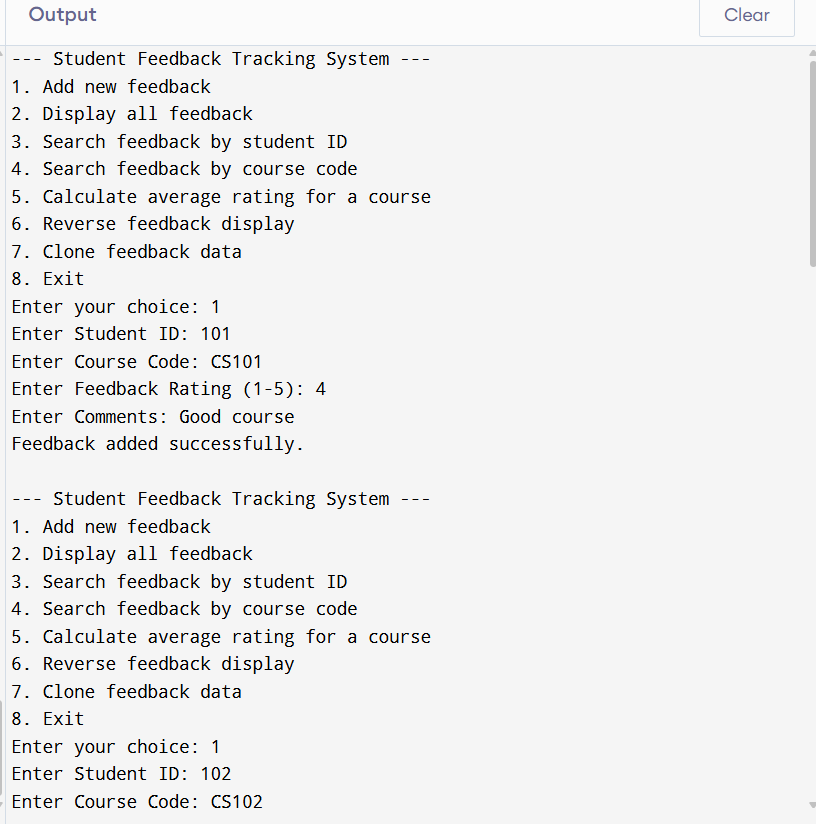 Output
Clear
--- Student Feedback Tracking System ---
1. Add new feedback
2. Display all feedback
3. Search feedback by student ID
4. Search feedback by course code
5. Calculate average rating for a course
6. Reverse feedback display
7. Clone feedback data
8. Exit
Enter your choice: 1
Enter Student ID: 101
Enter Course Code: CS101
Enter Feedback Rating (1-5): 4
Enter Comments: Good course
Feedback added successfully.

--- Student Feedback Tracking System ---
1. Add new feedback
2. Display all feedback
3. Search feedback by student ID
4. Search feedback by course code
5. Calculate average rating for a course
6. Reverse feedback display
7. Clone feedback data
8. Exit
Enter your choice: 1
Enter Student ID: 102
Enter Course Code: CS102